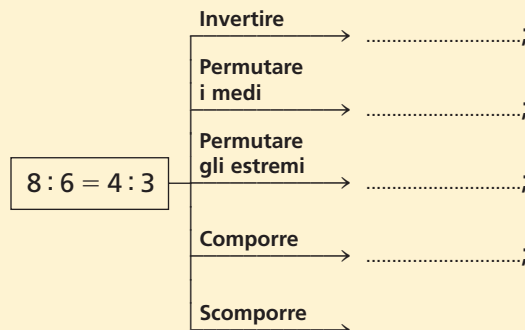 Invertire
..............................;
Permutare
i medi
..............................;
Permutare
gli estremi
..............................;
8 : 6 = 4 : 3
Comporre
..............................;
Scomporre